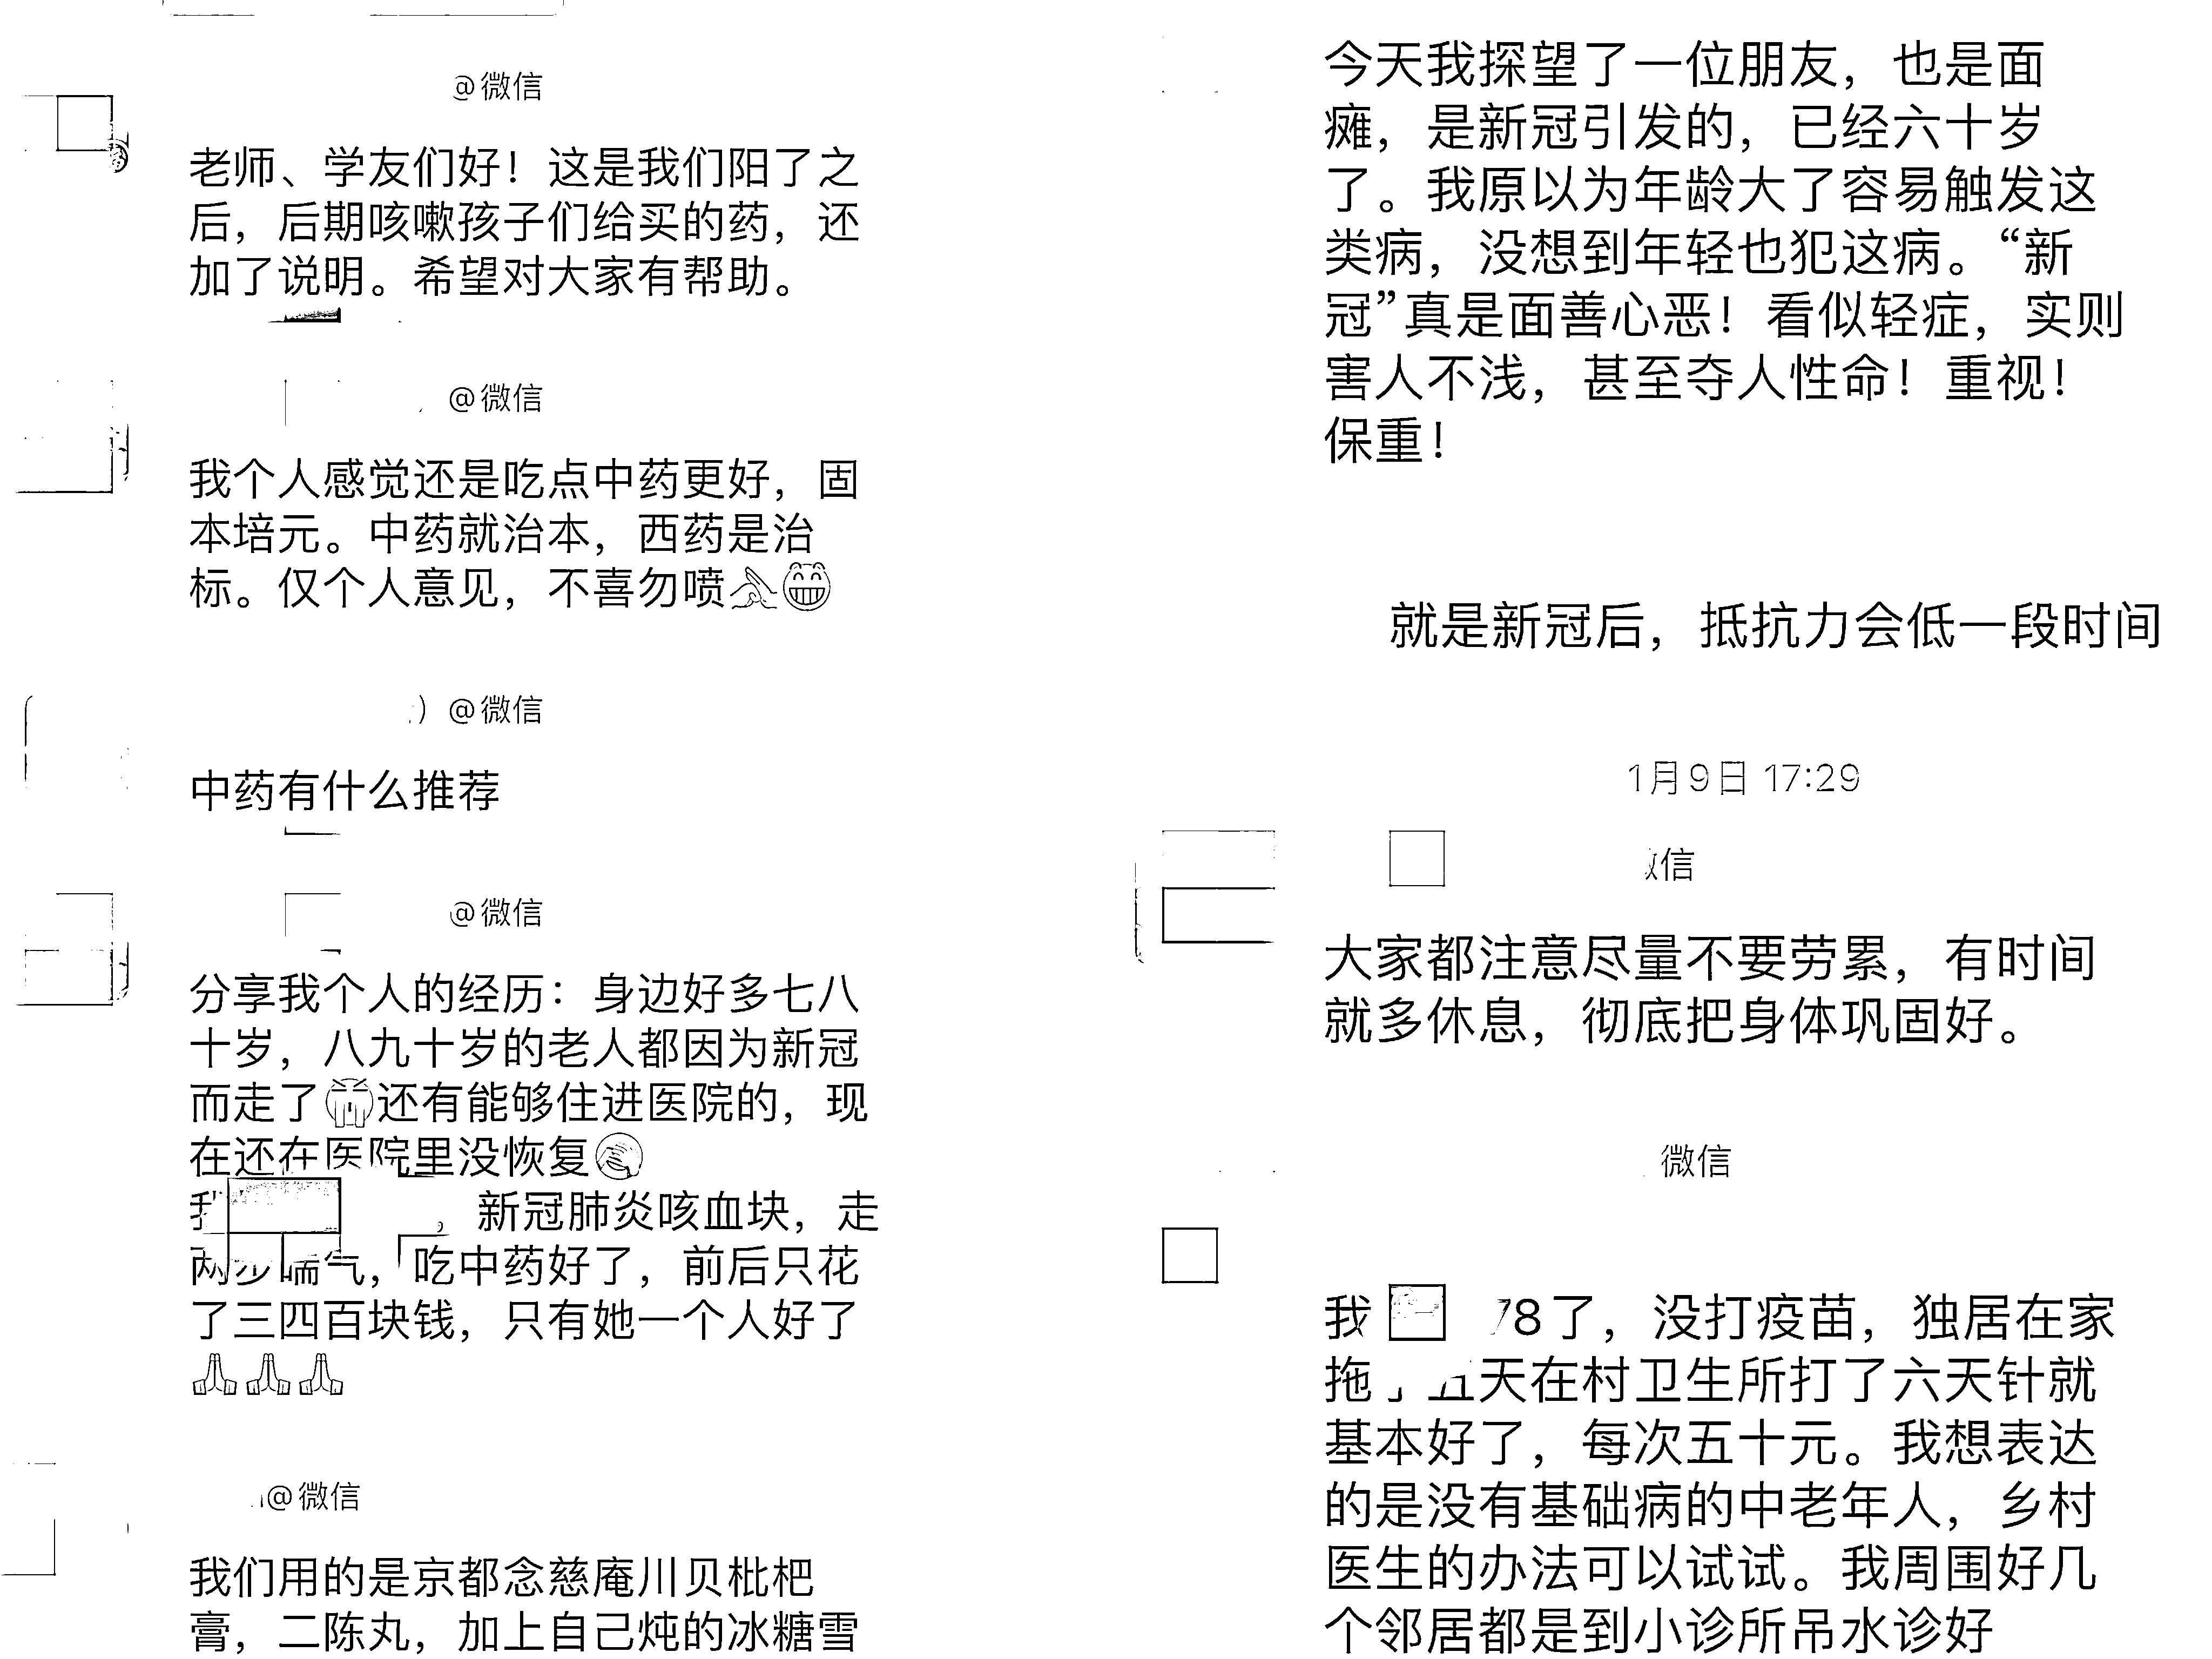 @微信
老师、学友们好！这是我们阳了之
后，后期咳嗽孩子们给买的药，还
加了说明。希望对大家有帮助。
@微信
我个人感觉还是吃点中药更好，固
本培元。中药就治本，西药是治
标。仅个人意见，不喜勿喷
）@微信
中药有什么推荐
@微信
分享我个人的经历：身边好多七八
十岁，八九十岁的老人都因为新冠
而走了😭还有能够住进医院的，现
在还在医院里没恢复🤦
，新冠肺炎咳血块，走
两步喘气，吃中药好了，前后只花
了三四百块钱，只有她一个人好了
🙏🙏🙏
@微信
我们用的是京都念慈庵川贝枇杷
膏，二陈丸，加上自己炖的冰糖雪
今天我探望了一位朋友，也是面
瘫，是新冠引发的，已经六十岁
了。我原以为年龄大了容易触发这
类病，没想到年轻也犯这病。“新
冠”真是面善心恶！看似轻症，实则
害人不浅，甚至夺人性命！重视！
保重！
就是新冠后，抵抗力会低一段时间
1月9日 17:29
微信
大家都注意尽量不要劳累，有时间
就多休息，彻底把身体巩固好。
微信
我 78了，没打疫苗，独居在家
拖了五天在村卫生所打了六天针就
基本好了，每次五十元。我想表达
的是没有基础病的中老年人，乡村
医生的办法可以试试。我周围好几
个邻居都是到小诊所吊水诊好